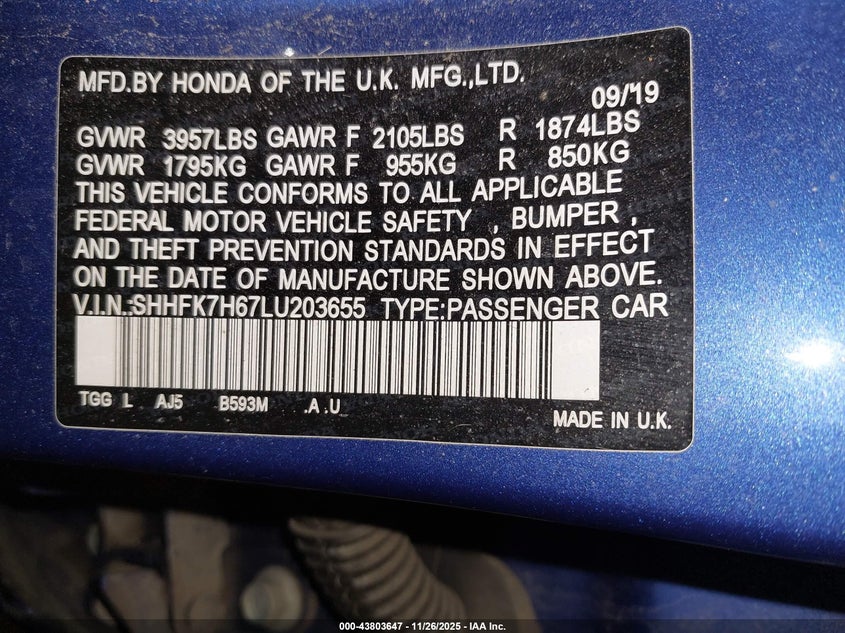 MFD.BY HONDA OF THE U.K. MFG.,LTD.
09/'19
GVWR 3957LBS GAWR F 2105LBS R 1874LBS
GVWR 1795KG GAWR F 955KG R 850KG
THIS VEHICLE CONFORMS TO ALL APPLICABLE
FEDERAL MOTOR VEHICLE SAFETY , BUMPER ,
AND THEFT PREVENTION STANDARDS IN EFFECT
ON THE DATE OF MANUFACTURE SHOWN ABOVE.
V.I.N.:SHHFK7H67LU203655 TYPE:PASSENGER CAR
TGG L AJ5 B593M .A .U
MADE IN U.K.
000-43803647 - 11/26/2025 - IAA Inc.